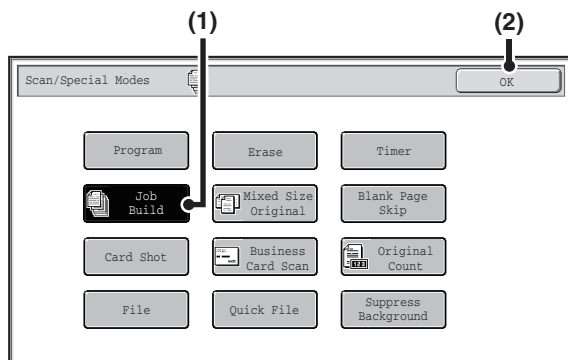 (1)
(2)
Scan/Special Modes
OK
Program
Erase
Timer
Job
Build
Mixed Size
Original
Blank Page
Skip
Card Shot
Business
Card Scan
Original
Count
File
Quick File
Suppress
Background